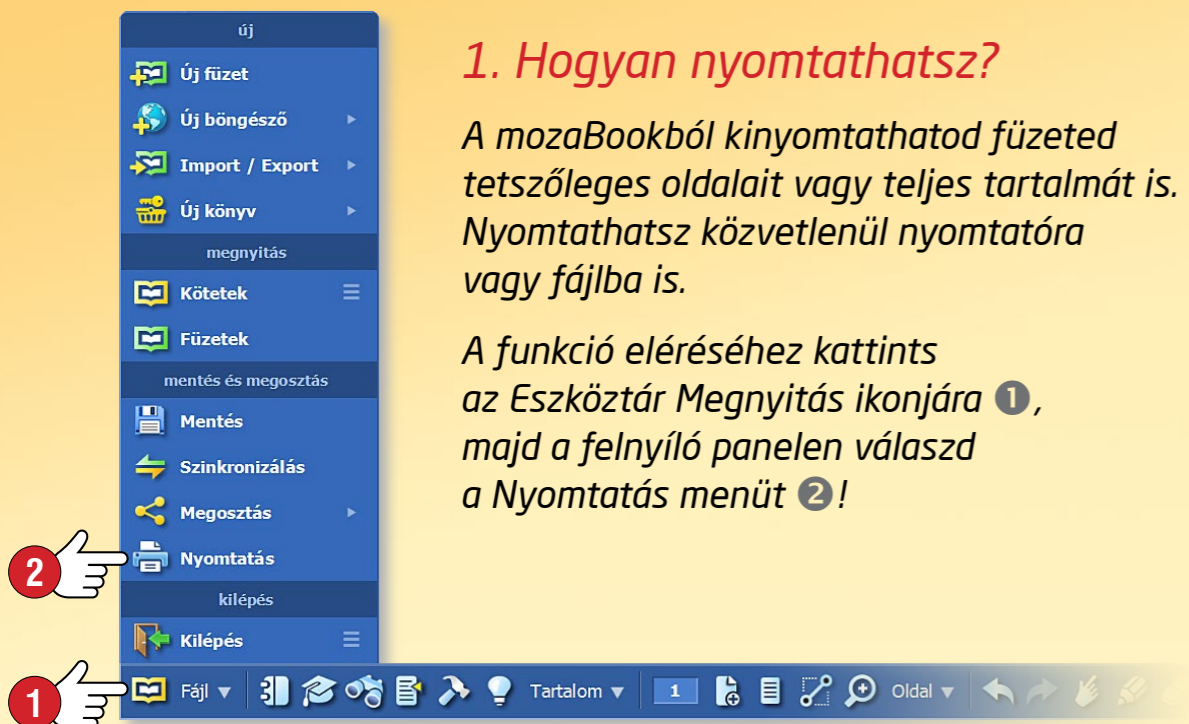 új
Új füzet
Új böngésző
Import / Export
Új könyv
megnyitás
Kötetek
Füzetek
mentés és megosztás
Mentés
Szinkronizálás
Megosztás
2
Nyomtatás
kilépés
Kilépés
1
Fájl
Tartalom
1
Oldal
1. Hogyan nyomtathatsz?
A mozaBookból kinyomtathatod füzeted
tetszőleges oldalait vagy teljes tartalmát is.
Nyomtathatsz közvetlenül nyomtatóra
vagy fájlba is.
A funkció eléréséhez kattints
az Eszköztár Megnyitás ikonjára ❶,
majd a felnyíló panelen válaszd
a Nyomtatás menüt ❷!